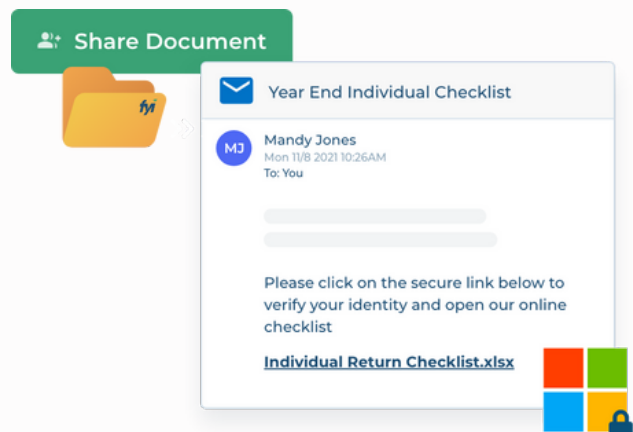 Share Document
fyi
Year End Individual Checklist
MJ
Mandy Jones
Mon 11/8 2021 10:26AM
To: You
Please click on the secure link below to
verify your identity and open our online
checklist
Individual Return Checklist.xlsx